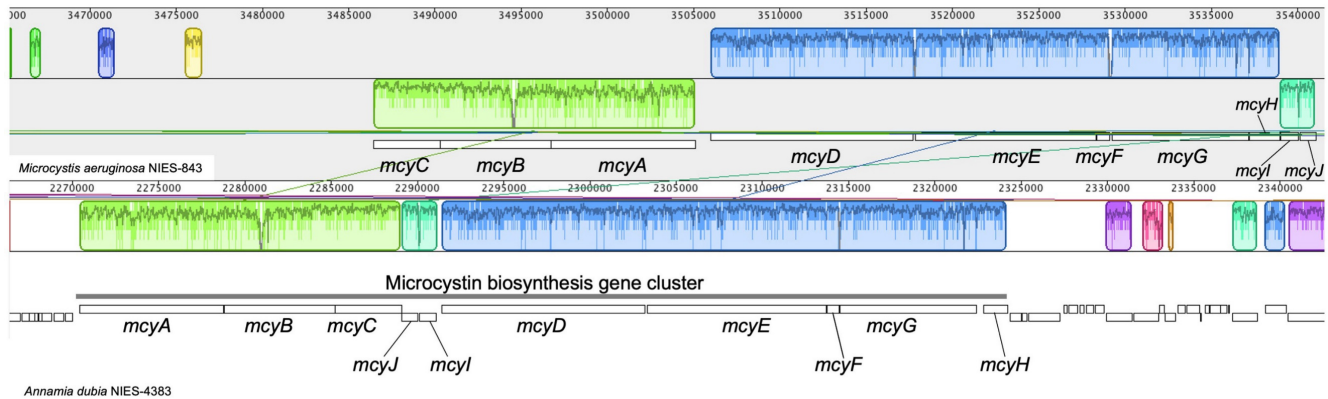 000 3470000 3475000 3480000 3485000 3490000 3495000 3500000 3505000 3510000 3515000 3520000 3525000 3530000 3535000 3540000
mcyH
mcyC mcyB mcyA mcyD mcyE mcyF mcyG
Microcystis aeruginosa NIES-843
mcyI mcyJ
2270000 2275000 2280000 2285000 2290000 2295000 2300000 2305000 2310000 2315000 2320000 2325000 2330000 2335000 2340000
Microcystin biosynthesis gene cluster
mcyA mcyB mcyC mcyD mcyE mcyG
mcyJ mcyI mcyF mcyH
Annamia dubia NIES-4383